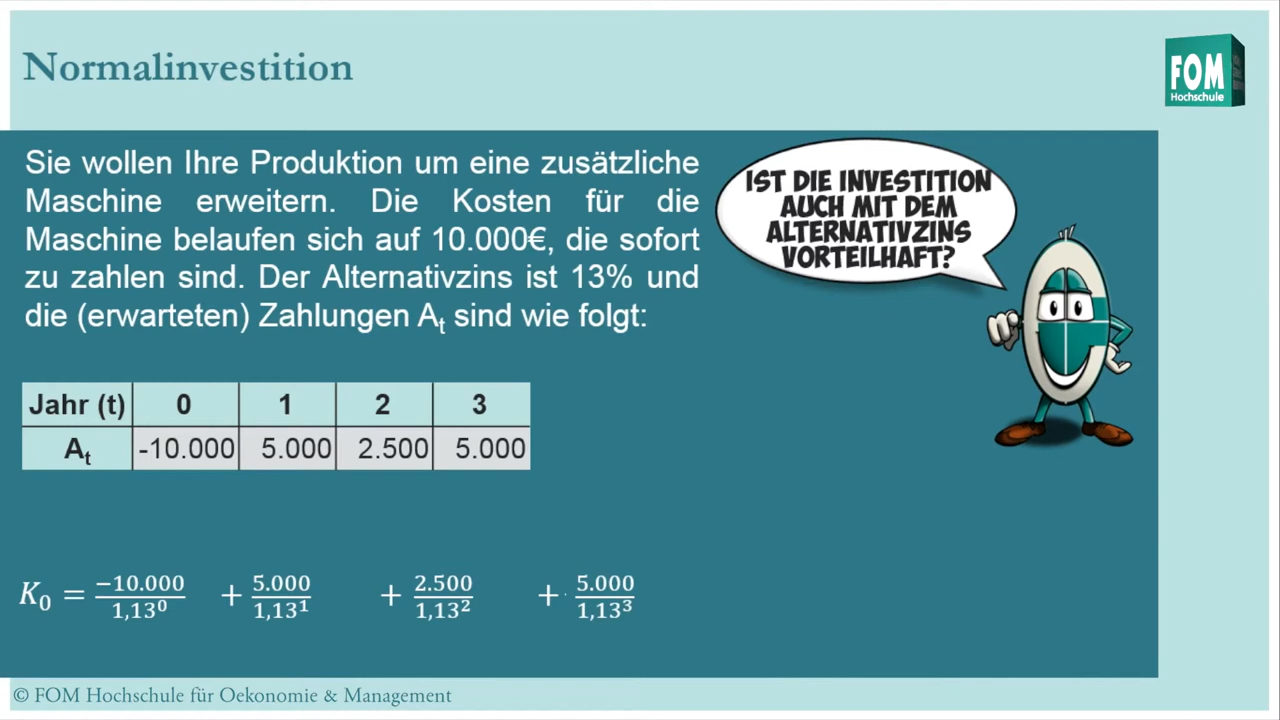 Normalinvestition
FOM
Hochschule
Sie wollen Ihre Produktion um eine zusätzliche
Maschine erweitern. Die Kosten für die
Maschine belaufen sich auf 10.000€, die sofort
zu zahlen sind. Der Alternativzins ist 13% und
die (erwarteten) Zahlungen Aₜ sind wie folgt:
IST DIE INVESTITION
AUCH MIT DEM
ALTERNATIVZINS
VORTEILHAFT?
Jahr (t) 0 1 2 3
Aₜ -10.000 5.000 2.500 5.000
K₀ = −10.000/1,13⁰ + 5.000/1,13¹ + 2.500/1,13² + 5.000/1,13³
© FOM Hochschule für Oekonomie & Management